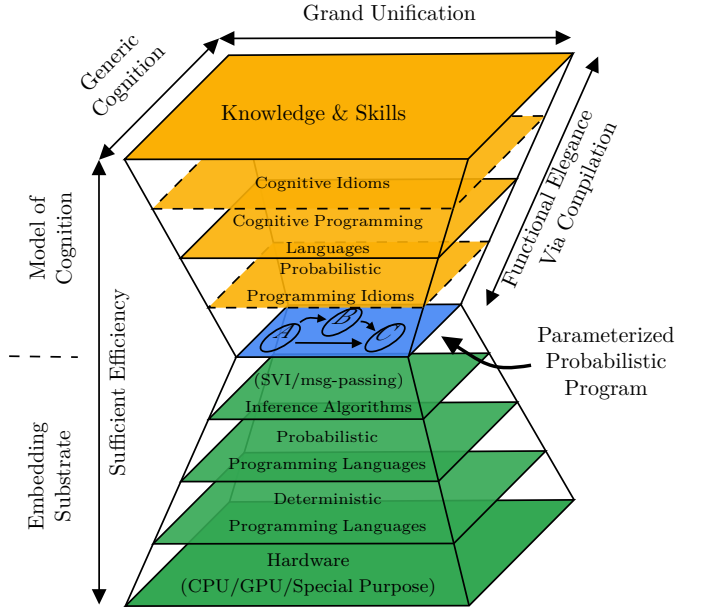 Grand Unification
Generic
Cognition
Knowledge & Skills
Functional Elegance
Via Compilation
Cognitive Idioms
Cognitive Programming
Languages
Probabilistic
Programming Idioms
Model of
Cognition
Sufficient Efficiency
A
B
C
Parameterized
Probabilistic
Program
(SVI/msg-passing)
Inference Algorithms
Probabilistic
Programming Languages
Embedding
Substrate
Deterministic
Programming Languages
Hardware
(CPU/GPU/Special Purpose)